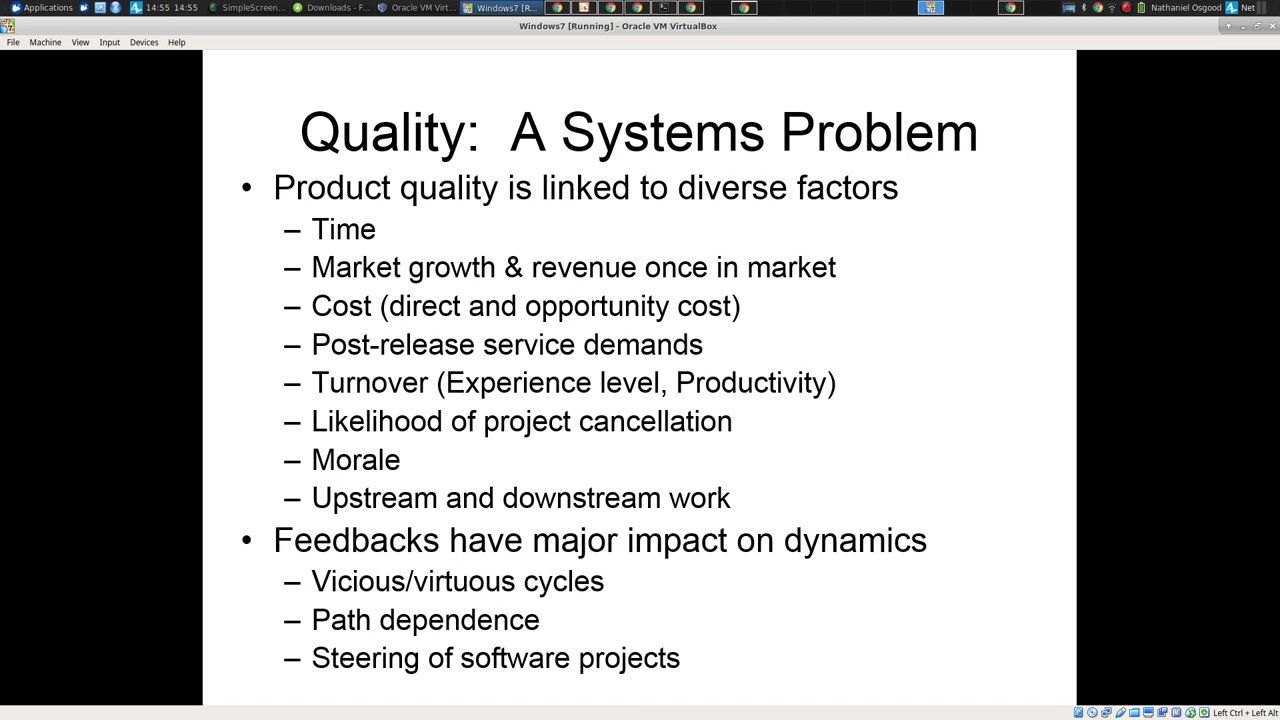 Applications
14:55 14:55
SimpleScreen...
Downloads - F...
Oracle VM Virt...
Windows7 [R...
Nathaniel Osgood
Net
Windows7 [Running] - Oracle VM VirtualBox
File Machine View Input Devices Help
Quality: A Systems Problem
• Product quality is linked to diverse factors
– Time
– Market growth & revenue once in market
– Cost (direct and opportunity cost)
– Post-release service demands
– Turnover (Experience level, Productivity)
– Likelihood of project cancellation
– Morale
– Upstream and downstream work
• Feedbacks have major impact on dynamics
– Vicious/virtuous cycles
– Path dependence
– Steering of software projects
Left Ctrl + Left Alt